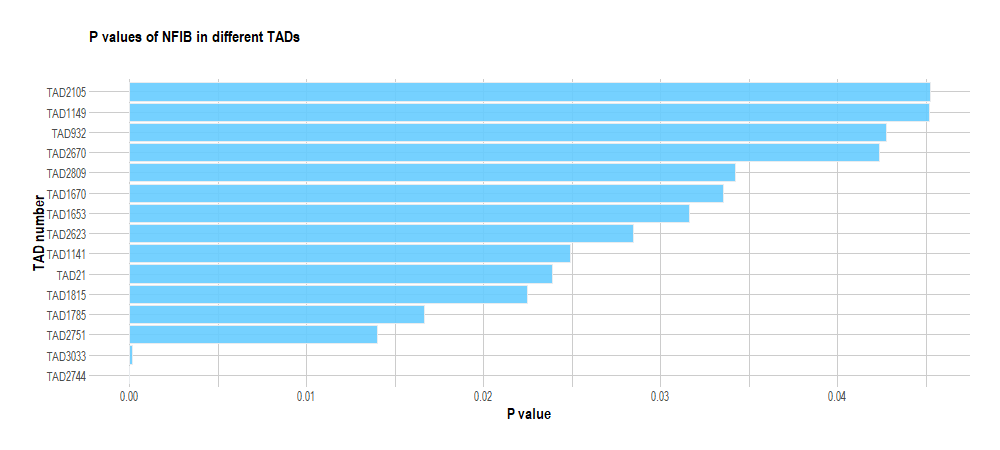 P values of NFIB in different TADs
TAD number
TAD2105
TAD1149
TAD932
TAD2670
TAD2809
TAD1670
TAD1653
TAD2623
TAD1141
TAD21
TAD1815
TAD1785
TAD2751
TAD3033
TAD2744
0.00 0.01 0.02 0.03 0.04
P value